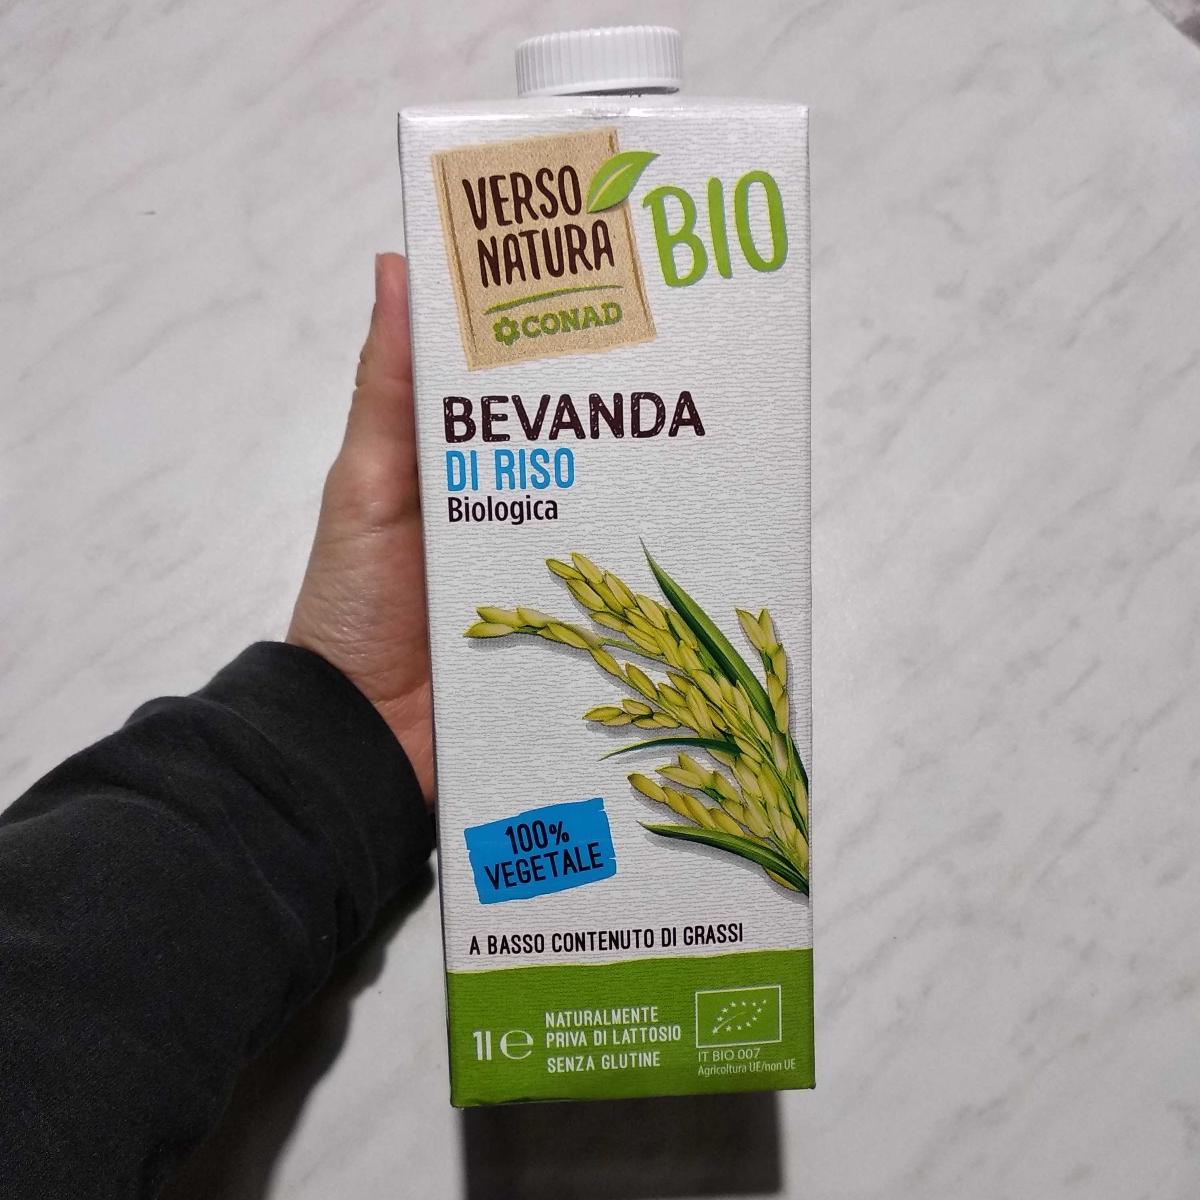 VERSO
NATURA
CONAD
BIO
BEVANDA
DI RISO
Biologica
100%
VEGETALE
A BASSO CONTENUTO DI GRASSI
1l e
NATURALMENTE
PRIVA DI LATTOSIO
SENZA GLUTINE
IT BIO 007
Agricoltura UE/non UE